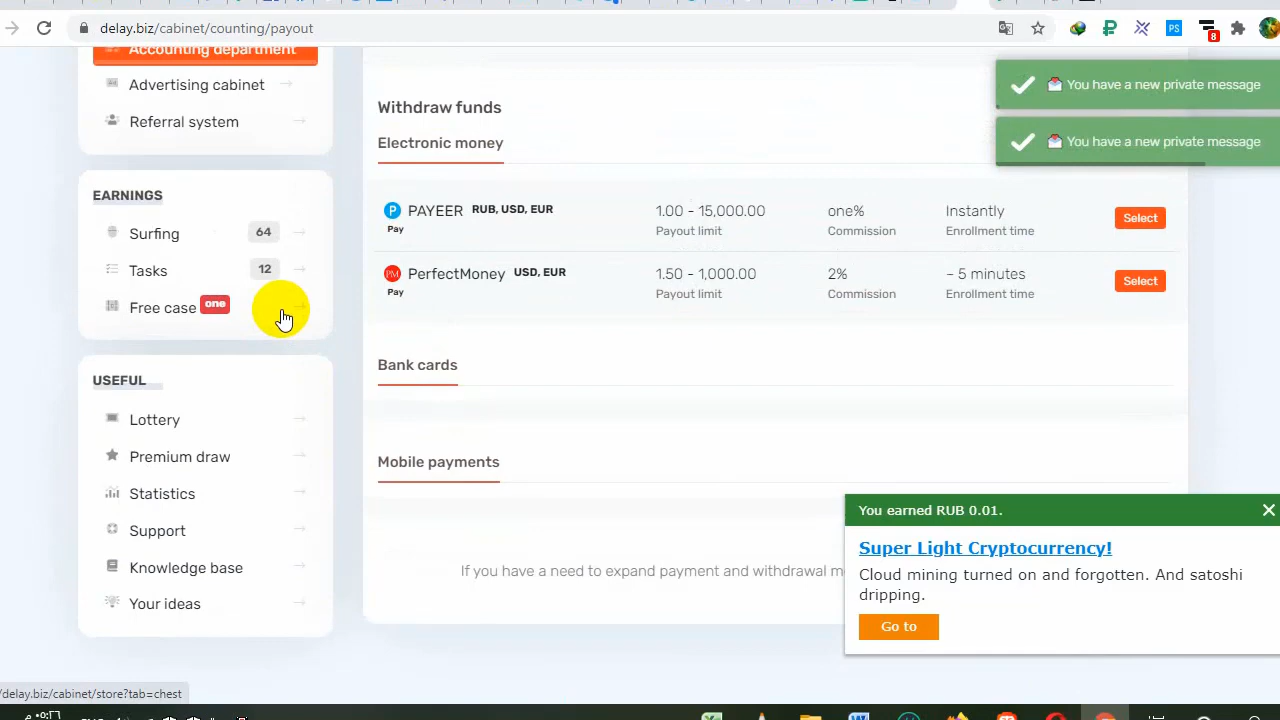 delay.biz/cabinet/counting/payout
PS
8
Accounting department
Advertising cabinet
Referral system
EARNINGS
Surfing 64
Tasks 12
Free case one
USEFUL
Lottery
Premium draw
Statistics
Support
Knowledge base
Your ideas
/delay.biz/cabinet/store?tab=chest
Withdraw funds
Electronic money
P PAYEER RUB, USD, EUR 1.00 - 15,000.00 one% Instantly Select
Pay Payout limit Commission Enrollment time
PM PerfectMoney USD, EUR 1.50 - 1,000.00 2% ~ 5 minutes Select
Pay Payout limit Commission Enrollment time
Bank cards
Mobile payments
If you have a need to expand payment and withdrawal
You have a new private message
You have a new private message
You earned RUB 0.01.
Super Light Cryptocurrency!
Cloud mining turned on and forgotten. And satoshi
dripping.
Go to